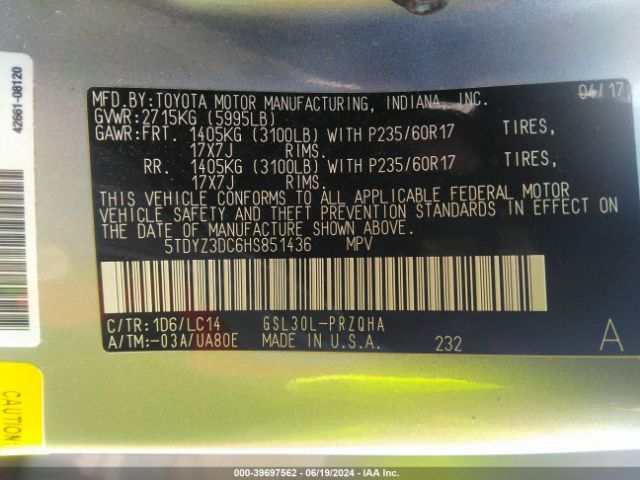 42661-08120
MFD.BY:TOYOTA MOTOR MANUFACTURING, INDIANA, INC. 04/17
GVWR:2715KG (5995LB)
GAWR:FRT. 1405KG (3100LB) WITH P235/60R17 TIRES,
17X7J RIMS.
RR. 1405KG (3100LB) WITH P235/60R17 TIRES,
17X7J RIMS.
THIS VEHICLE CONFORMS TO ALL APPLICABLE FEDERAL MOTOR
VEHICLE SAFETY AND THEFT PREVENTION STANDARDS IN EFFECT ON
THE DATE OF MANUFACTURE SHOWN ABOVE.
5TDYZ3DC6HS851436 MPV
C/TR:1D6/LC14 GSL30L-PRZQHA
A/TM:-03A/UA80E MADE IN U.S.A. 232 A
CAUTION
000-39697562 - 06/19/2024 - IAA Inc.